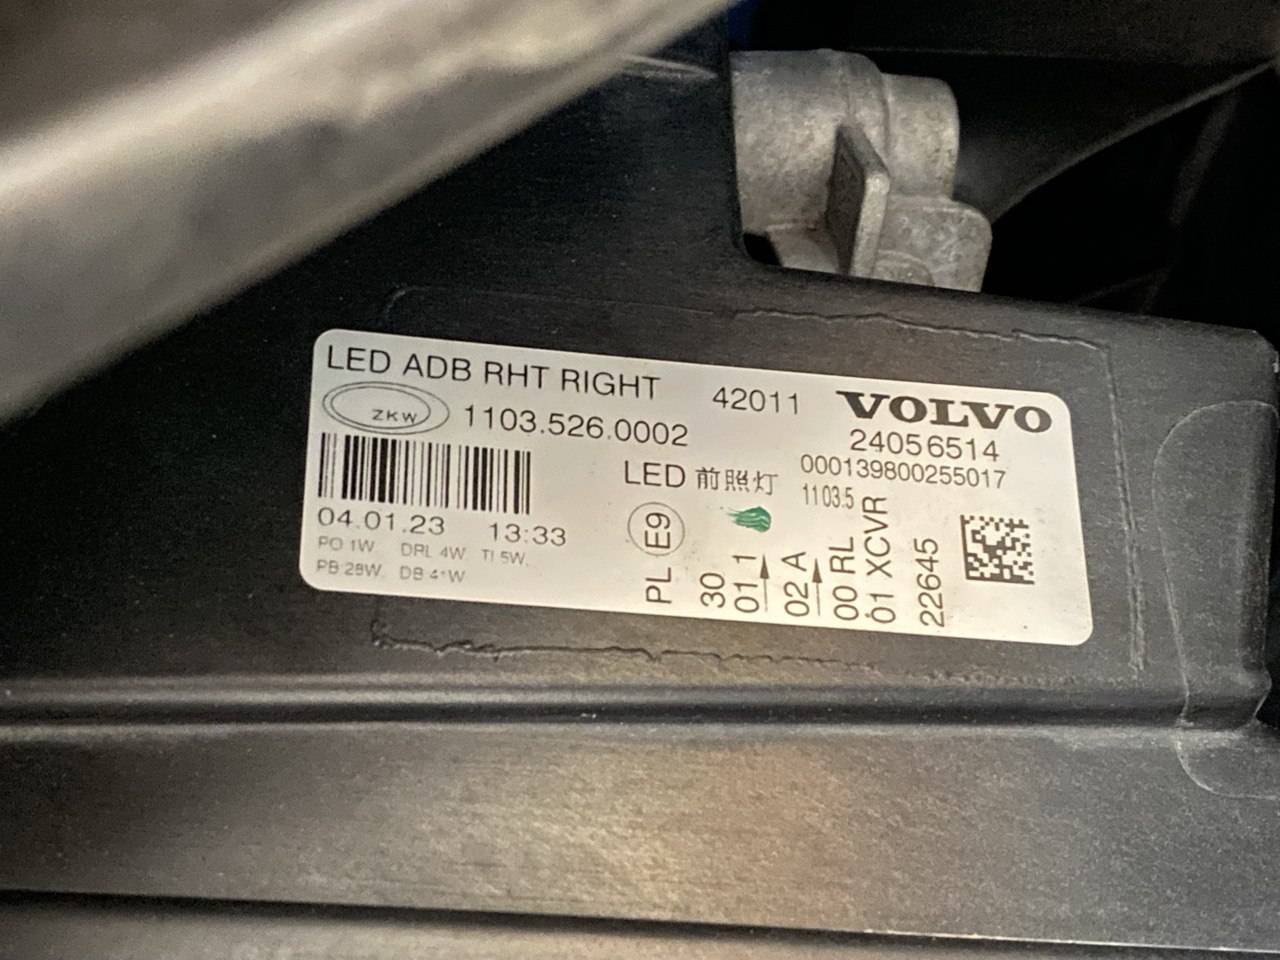 LED ADB RHT RIGHT 42011 VOLVO
ZKW 1103.526.0002 24056514
000139800255017
LED 前照灯 1103.5
04.01.23 13:33
PO 1W DRL 4W TI 5W
PB 28W DB 4*W
PL E9
30
01 1
02 A
00 RL
01 XCVR
22645